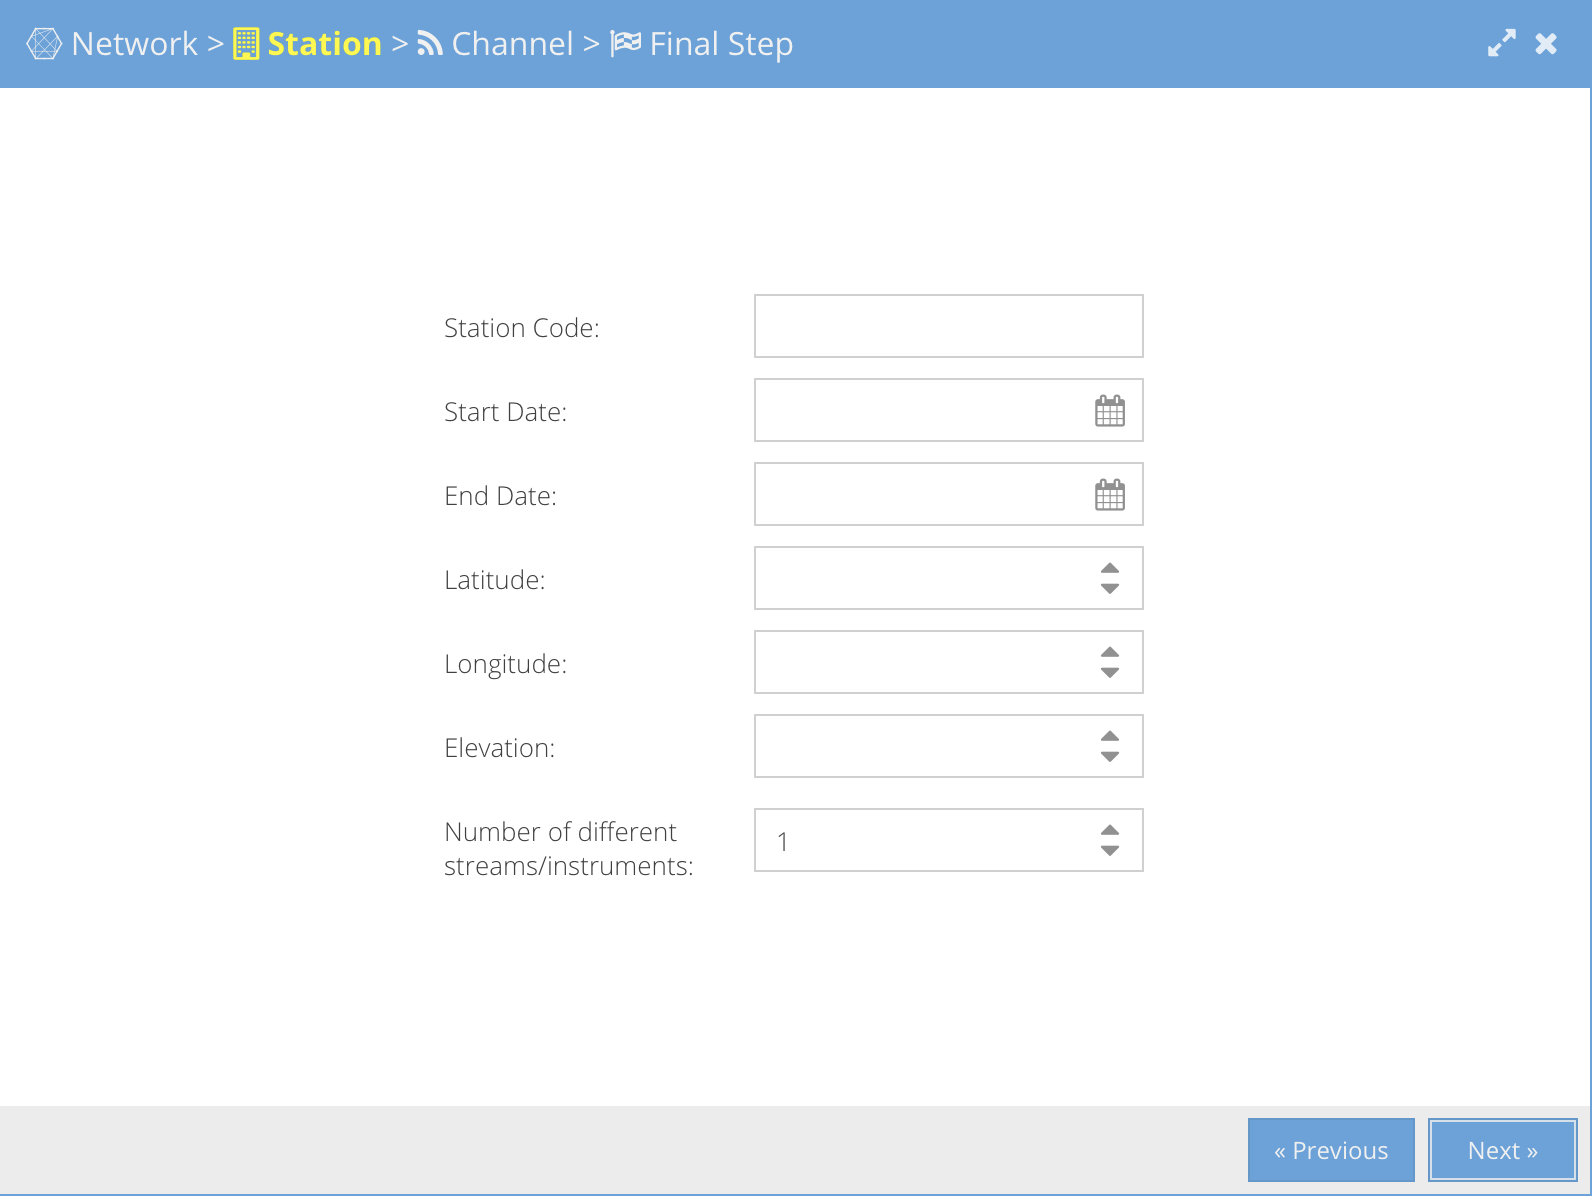 Network > Station > Channel > Final Step
Station Code:
Start Date:
End Date:
Latitude:
Longitude:
Elevation:
Number of different
streams/instruments:
1
« Previous
Next »